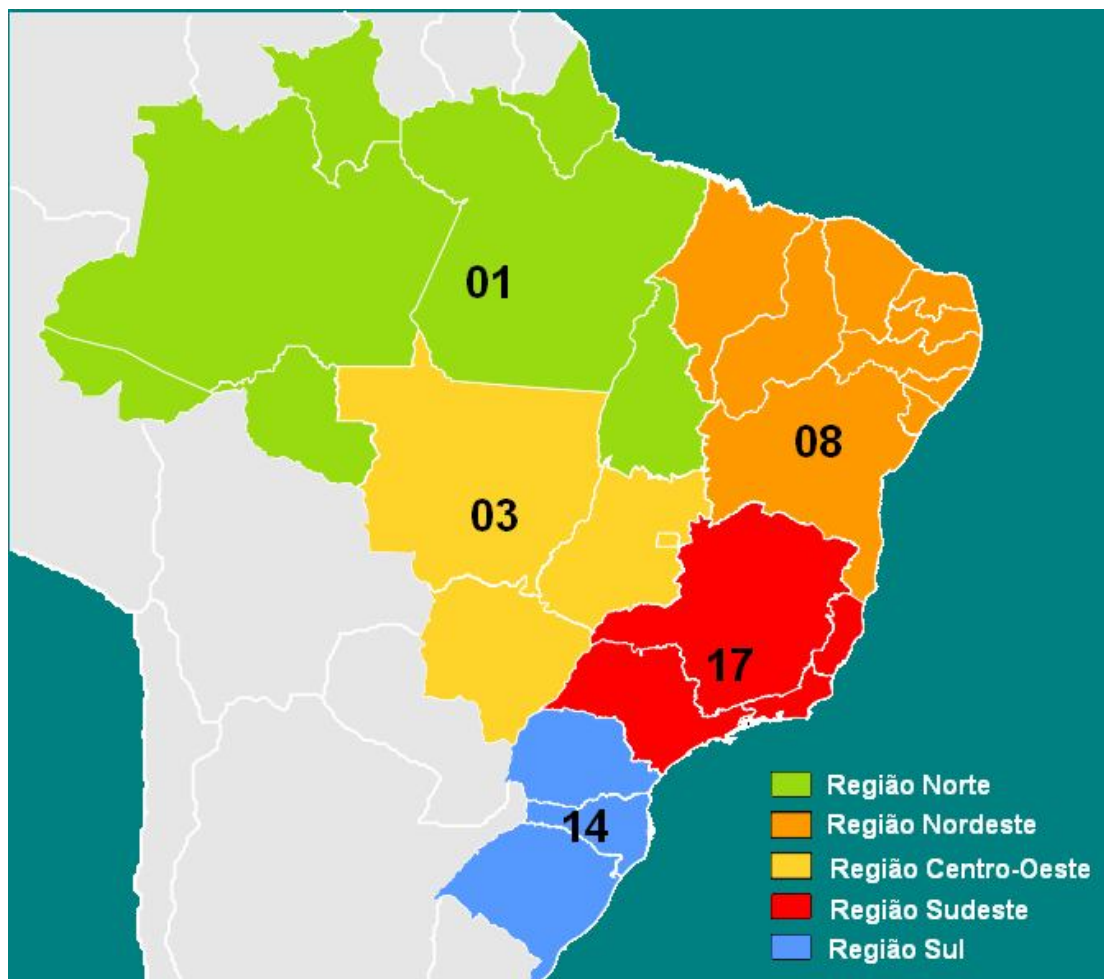 01
08
03
17
14
Região Norte
Região Nordeste
Região Centro-Oeste
Região Sudeste
Região Sul